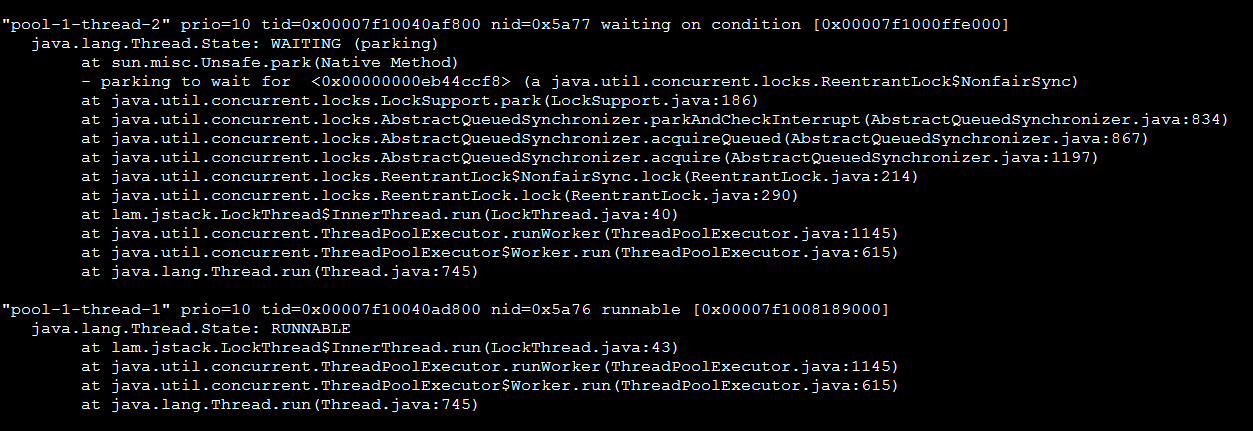 "pool-1-thread-2" prio=10 tid=0x00007f10040af800 nid=0x5a77 waiting on condition [0x00007f1000ffe000]
java.lang.Thread.State: WAITING (parking)
at sun.misc.Unsafe.park(Native Method)
- parking to wait for  <0x00000000eb44ccf8> (a java.util.concurrent.locks.ReentrantLock$NonfairSync)
at java.util.concurrent.locks.LockSupport.park(LockSupport.java:186)
at java.util.concurrent.locks.AbstractQueuedSynchronizer.parkAndCheckInterrupt(AbstractQueuedSynchronizer.java:834)
at java.util.concurrent.locks.AbstractQueuedSynchronizer.acquireQueued(AbstractQueuedSynchronizer.java:867)
at java.util.concurrent.locks.AbstractQueuedSynchronizer.acquire(AbstractQueuedSynchronizer.java:1197)
at java.util.concurrent.locks.ReentrantLock$NonfairSync.lock(ReentrantLock.java:214)
at java.util.concurrent.locks.ReentrantLock.lock(ReentrantLock.java:290)
at lam.jstack.LockThread$InnerThread.run(LockThread.java:40)
at java.util.concurrent.ThreadPoolExecutor.runWorker(ThreadPoolExecutor.java:1145)
at java.util.concurrent.ThreadPoolExecutor$Worker.run(ThreadPoolExecutor.java:615)
at java.lang.Thread.run(Thread.java:745)
"pool-1-thread-1" prio=10 tid=0x00007f10040ad800 nid=0x5a76 runnable [0x00007f1008189000]
java.lang.Thread.State: RUNNABLE
at lam.jstack.LockThread$InnerThread.run(LockThread.java:43)
at java.util.concurrent.ThreadPoolExecutor.runWorker(ThreadPoolExecutor.java:1145)
at java.util.concurrent.ThreadPoolExecutor$Worker.run(ThreadPoolExecutor.java:615)
at java.lang.Thread.run(Thread.java:745)